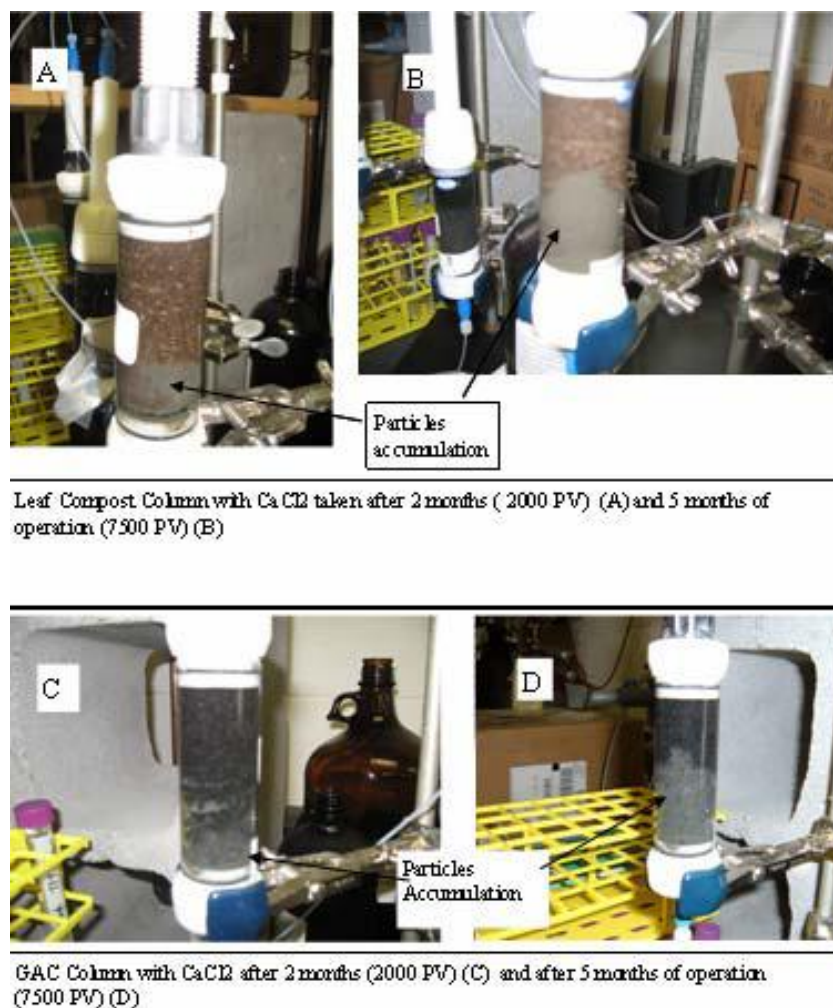 A
B
Particles
accumulation
Leaf Compost Column with CaCl2 taken after 2 months ( 2000 PV) (A) and 5 months of
operation (7500 PV) (B)
C
D
Particles
Accumulation
GAC Column with CaCl2 after 2 months (2000 PV) (C) and after 5 months of operation
(7500 PV) (D)